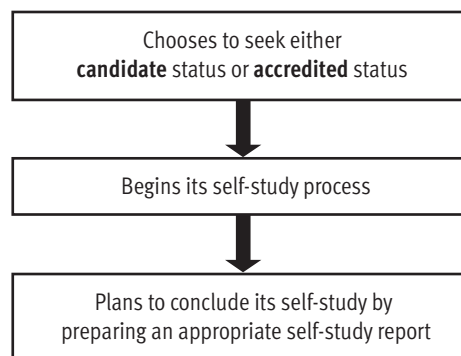 Chooses to seek either
candidate status or accredited status
Begins its self-study process
Plans to conclude its self-study by
preparing an appropriate self-study report